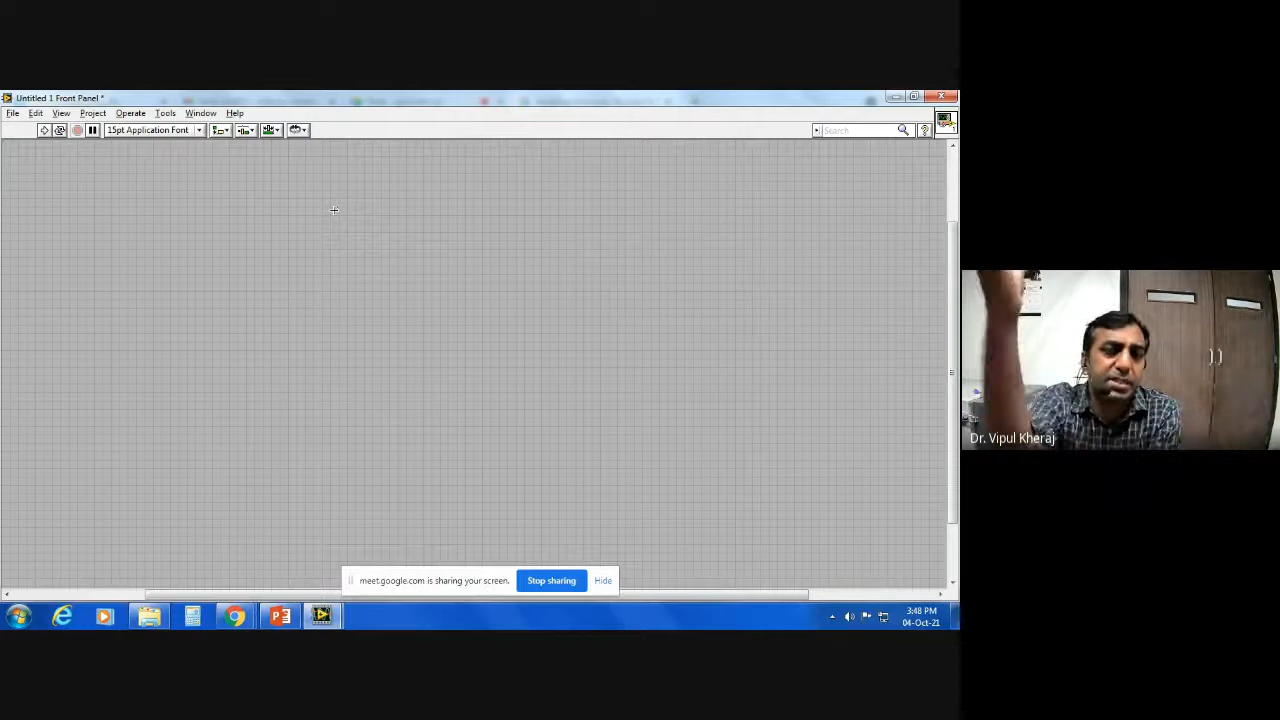 Untitled 1 Front Panel *
File Edit View Project Operate Tools Window Help
15pt Application Font
Search
Dr. Vipul Kheraj
meet.google.com is sharing your screen. Stop sharing Hide
3:48 PM
04-Oct-21